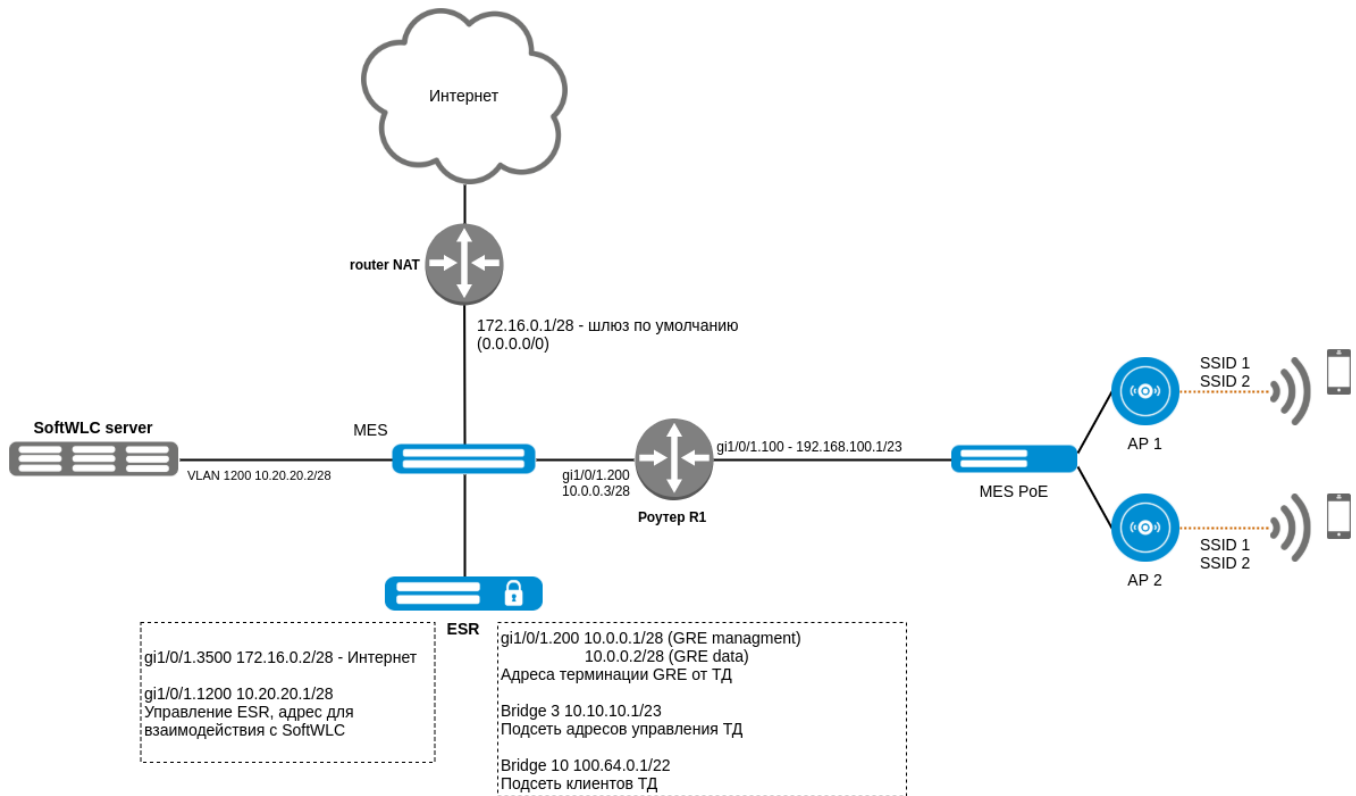 Интернет
router NAT
172.16.0.1/28 - шлюз по умолчанию
(0.0.0.0/0)
SoftWLC server
VLAN 1200 10.20.20.2/28
MES
gi1/0/1.200
10.0.0.3/28
Роутер R1
gi1/0/1.100 - 192.168.100.1/23
MES PoE
SSID 1
SSID 2
AP 1
SSID 1
SSID 2
AP 2
ESR
gi1/0/1.3500 172.16.0.2/28 - Интернет
gi1/0/1.1200 10.20.20.1/28
Управление ESR, адрес для
взаимодействия с SoftWLC
gi1/0/1.200 10.0.0.1/28 (GRE managment)
10.0.0.2/28 (GRE data)
Адреса терминации GRE от ТД
Bridge 3 10.10.10.1/23
Подсеть адресов управления ТД
Bridge 10 100.64.0.1/22
Подсеть клиентов ТД